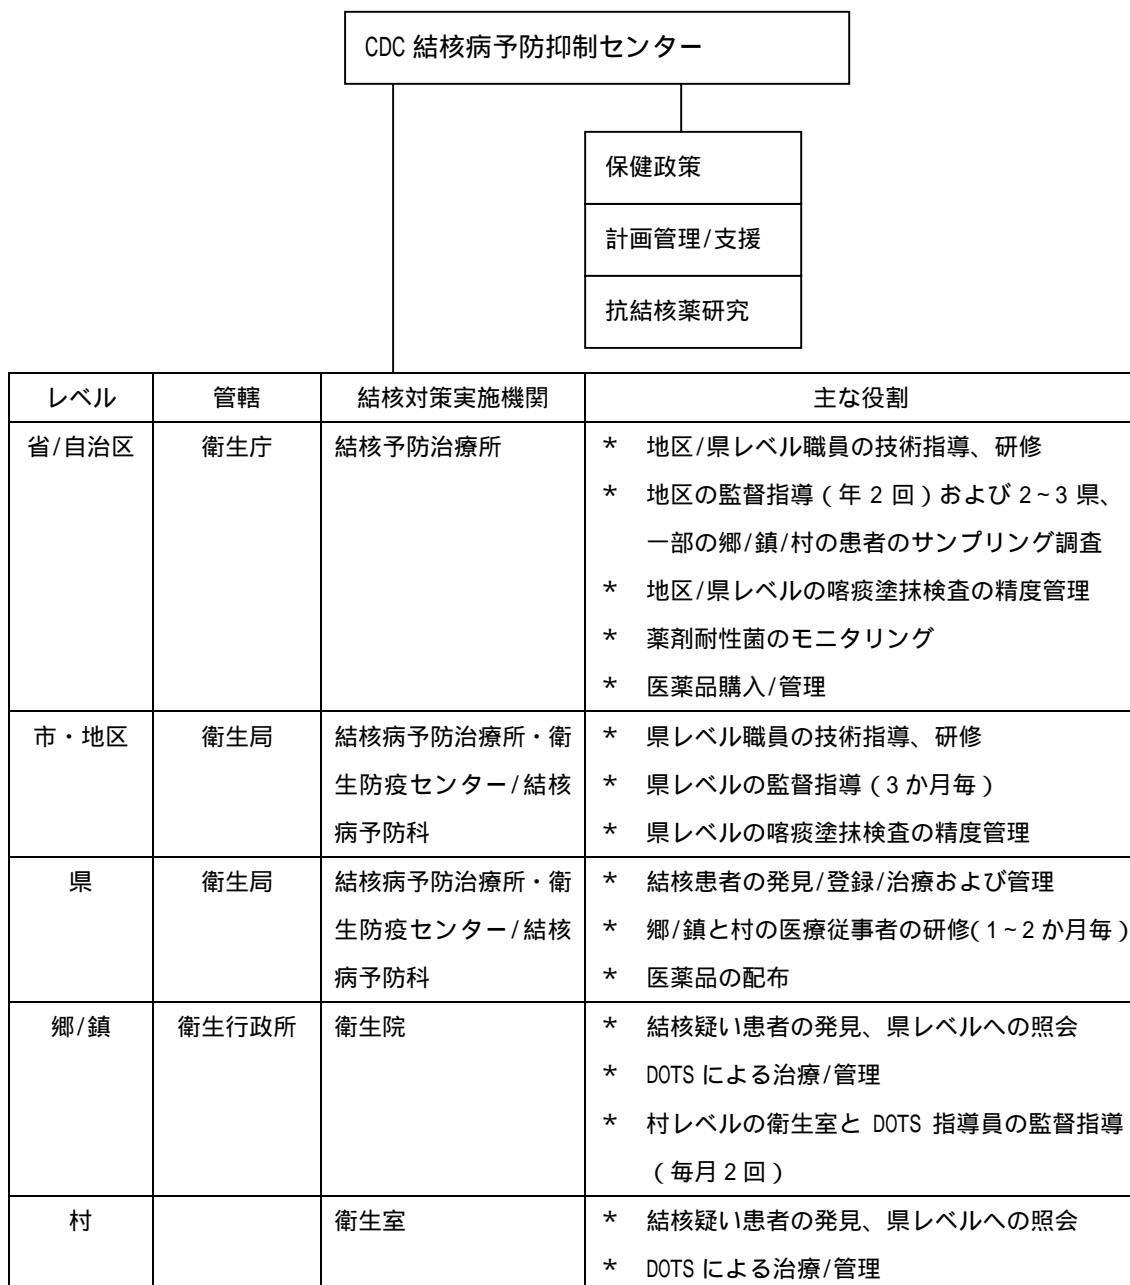 CDC 結核病予防抑制センター
保健政策
計画管理/支援
抗結核薬研究
レベル 管轄 結核対策実施機関 主な役割
省/自治区 衛生庁 結核予防治療所 * 地区/県レベル職員の技術指導、研修
* 地区の監督指導(年 2 回)および 2~3 県、
一部の郷/鎮/村の患者のサンプリング調査
* 地区/県レベルの喀痰塗抹検査の精度管理
* 薬剤耐性菌のモニタリング
* 医薬品購入/管理
市・地区 衛生局 結核病予防治療所・衛 * 県レベル職員の技術指導、研修
生防疫センター/結核 * 県レベルの監督指導(3 か月毎)
病予防科 * 県レベルの喀痰塗抹検査の精度管理
県 衛生局 結核病予防治療所・衛 * 結核患者の発見/登録/治療および管理
生防疫センター/結核 * 郷/鎮と村の医療従事者の研修(1~2 か月毎)
病予防科 * 医薬品の配布
郷/鎮 衛生行政所 衛生院 * 結核疑い患者の発見、県レベルへの照会
* DOTS による治療/管理
* 村レベルの衛生室と DOTS 指導員の監督指導
(毎月 2 回)
村 衛生室 * 結核疑い患者の発見、県レベルへの照会
* DOTS による治療/管理